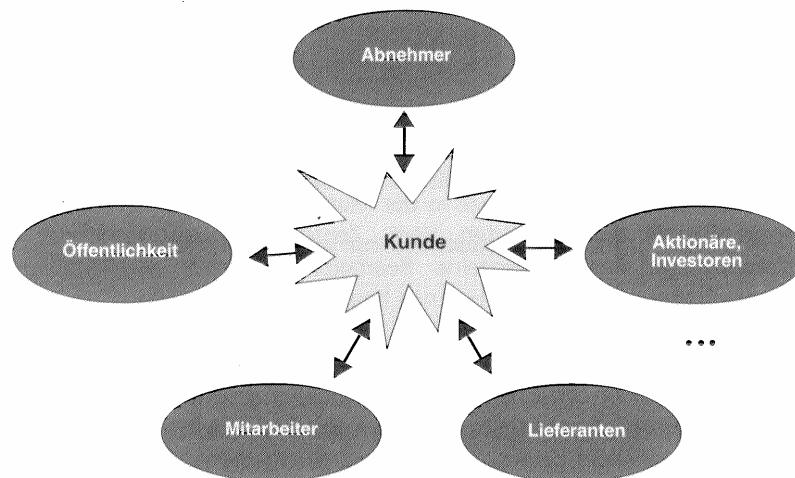 Abnehmer
Öffentlichkeit
Kunde
Aktionäre,
Investoren
...
Mitarbeiter
Lieferanten